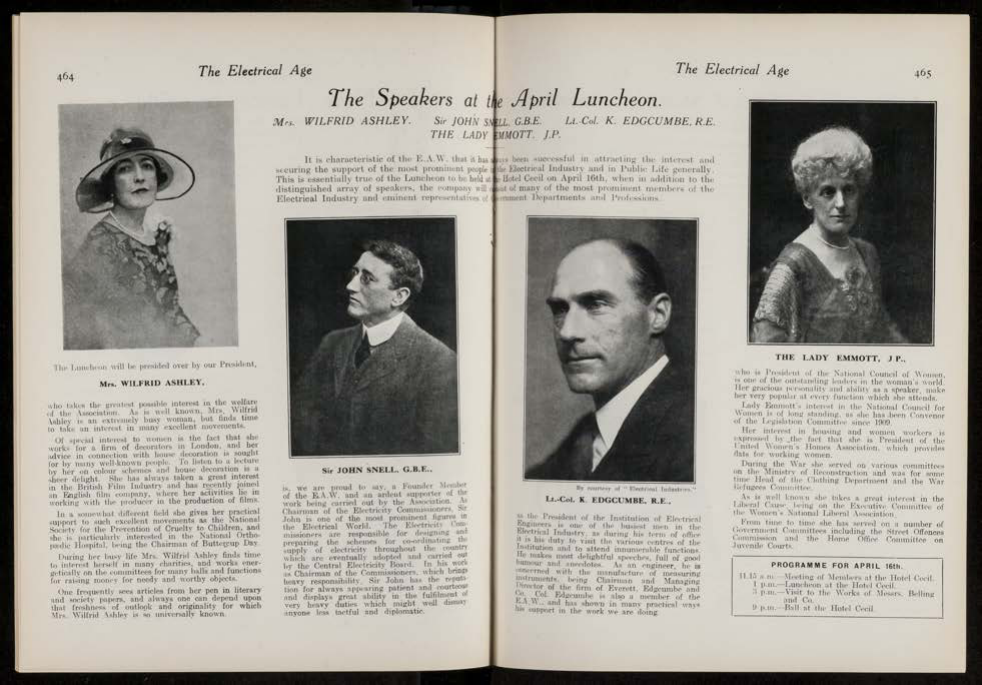 464
The Electrical Age
The Electrical Age
465
The Speakers at the April Luncheon.
Mrs. WILFRID ASHLEY. Sir JOHN SNELL, G.B.E. Lt.-Col. K. EDGCUMBE, R.E.
THE LADY EMMOTT, J.P.
It is characteristic of the E.A.W. that it has always been successful in attracting the interest and
securing the support of the most prominent people in the Electrical Industry and in Public Life generally.
This is essentially true of the Luncheon to be held at the Hotel Cecil on April 16th, when in addition to the
distinguished array of speakers, the company will consist of many of the most prominent members of the
Electrical Industry and eminent representatives of Government Departments and Professions.
The Luncheon will be presided over by our President,
Mrs. WILFRID ASHLEY,
who takes the greatest possible interest in the welfare
of the Association. As is well known, Mrs. Wilfrid
Ashley is an extremely busy woman, but finds time
to take an interest in many excellent movements.
Of special interest to women is the fact that she
works for a firm of decorators in London, and her
advice in connection with house decoration is sought
for by many well-known people. To listen to a lecture
by her on colour schemes and house decoration is a
sheer delight. She has always taken a great interest
in the British Film Industry and has recently joined
an English film company, where her activities lie in
working with the producer in the production of films.
In a somewhat different field she gives her practical
support to such excellent movements as the National
Society for the Prevention of Cruelty to Children, and
she is particularly interested in the National Ortho-
pædic Hospital, being the Chairman of Buttercup Day.
During her busy life Mrs. Wilfrid Ashley finds time
to interest herself in many charities, and works ener-
getically on the committees for many balls and functions
for raising money for needy and worthy objects.
One frequently sees articles from her pen in literary
and society papers, and always one can depend upon
that freshness of outlook and originality for which
Mrs. Wilfrid Ashley is so universally known.
Sir JOHN SNELL, G.B.E.,
is, we are proud to say, a Founder Member
of the E.A.W. and an ardent supporter of the
work being carried out by the Association. As
Chairman of the Electricity Commissioners, Sir
John is one of the most prominent figures in
the Electrical World. The Electricity Com-
missioners are responsible for designing and
preparing the schemes for co-ordinating the
supply of electricity throughout the country
which are eventually adopted and carried out
by the Central Electricity Board. In his work
as Chairman of the Commissioners, which brings
heavy responsibility, Sir John has the reputa-
tion for always appearing patient and courteous
and displays great ability in the fulfilment of
very heavy duties which might well dismay
anyone less tactful and diplomatic.
By courtesy of "Electrical Industries."
Lt.-Col. K. EDGCUMBE, R.E.,
as the President of the Institution of Electrical
Engineers is one of the busiest men in the
Electrical Industry, as during his term of office
it is his duty to visit the various centres of the
Institution and to attend innumerable functions.
He makes most delightful speeches, full of good
humour and anecdotes. As an engineer, he is
concerned with the manufacture of measuring
instruments, being Chairman and Managing
Director of the firm of Everett, Edgcumbe and
Co. Col. Edgcumbe is also a member of the
E.A.W., and has shown in many practical ways
his support in the work we are doing.
THE LADY EMMOTT, J.P.,
who is President of the National Council of Women,
is one of the outstanding leaders in the woman's world.
Her gracious personality and ability as a speaker, make
her very popular at every function which she attends.
Lady Emmott's interest in the National Council for
Women is of long standing, as she has been Convenor
of the Legislation Committee since 1909.
Her interest in housing and women workers is
expressed by the fact that she is President of the
United Women's Homes Association, which provides
flats for working women.
During the War she served on various committees
on the Ministry of Reconstruction and was for some
time Head of the Clothing Department and the War
Refugees Committee.
As is well known she takes a great interest in the
Liberal Cause, being on the Executive Committee of
the Women's National Liberal Association.
From time to time she has served on a number of
Government Committees including the Street Offences
Commission and the Home Office Committee on
Juvenile Courts.
PROGRAMME FOR APRIL 16th.
11.15 a.m.—Meeting of Members at the Hotel Cecil.
1 p.m.—Luncheon at the Hotel Cecil.
3 p.m.—Visit to the Works of Messrs. Belling
and Co.
9 p.m.—Ball at the Hotel Cecil.